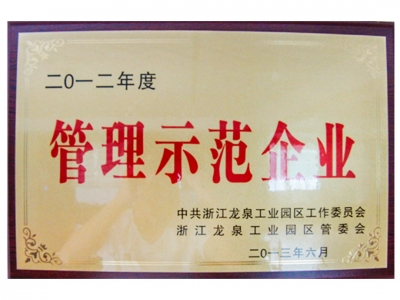 二〇一二年度
管理示范企业
中共浙江龙泉工业园区工作委员会
浙江龙泉工业园区管委会
二〇一三年六月